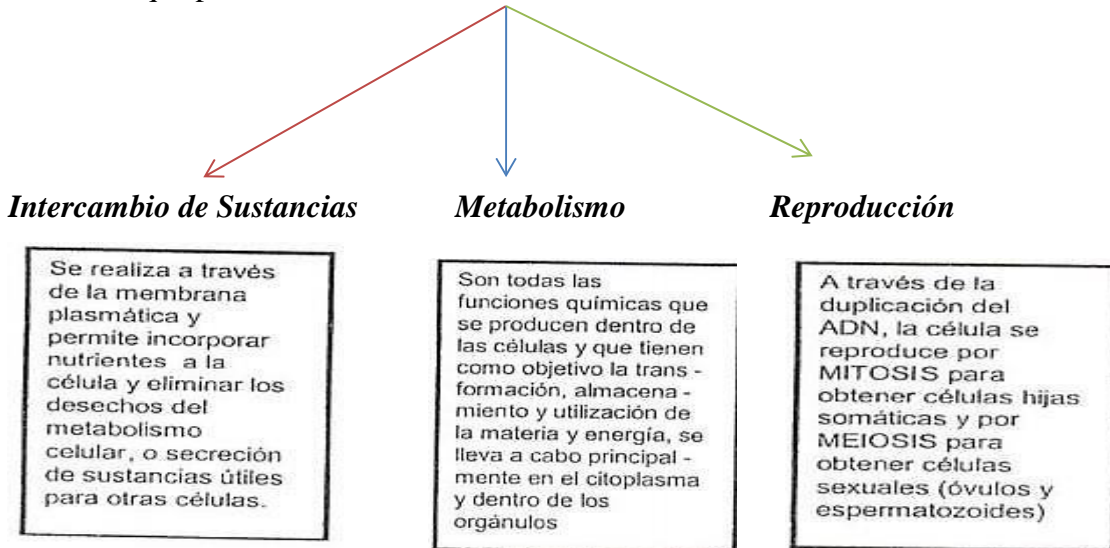 Intercambio de Sustancias
Metabolismo
Reproducción
Se realiza a través
de la membrana
plasmática y
permite incorporar
nutrientes a la
célula y eliminar los
desechos del
metabolismo
celular, o secreción
de sustancias útiles
para otras células.
Son todas las
funciones químicas que
se producen dentro de
las células y que tienen
como objetivo la trans -
formación, almacena -
miento y utilización de
la materia y energía, se
lleva a cabo principal -
mente en el citoplasma
y dentro de los
orgánulos
A través de la
duplicación del
ADN, la célula se
reproduce por
MITOSIS para
obtener células hijas
somáticas y por
MEIOSIS para
obtener células
sexuales (óvulos y
espermatozoides)